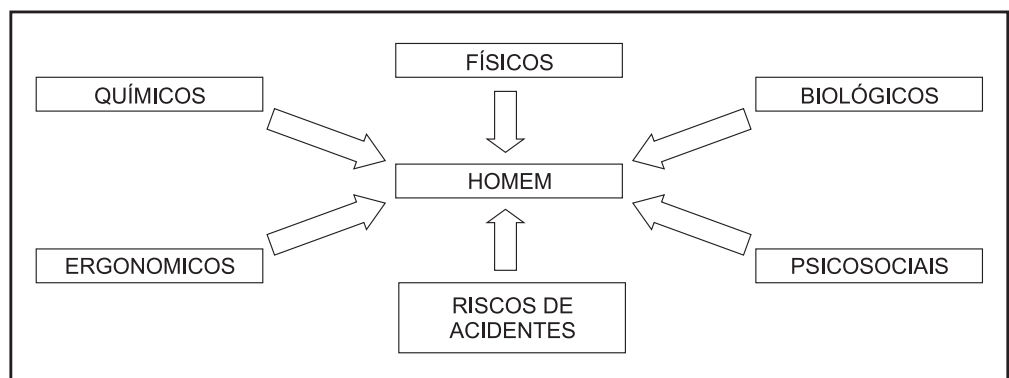 FÍSICOS
QUÍMICOS
BIOLÓGICOS
HOMEM
ERGONOMICOS
PSICOSOCIAIS
RISCOS DE
ACIDENTES